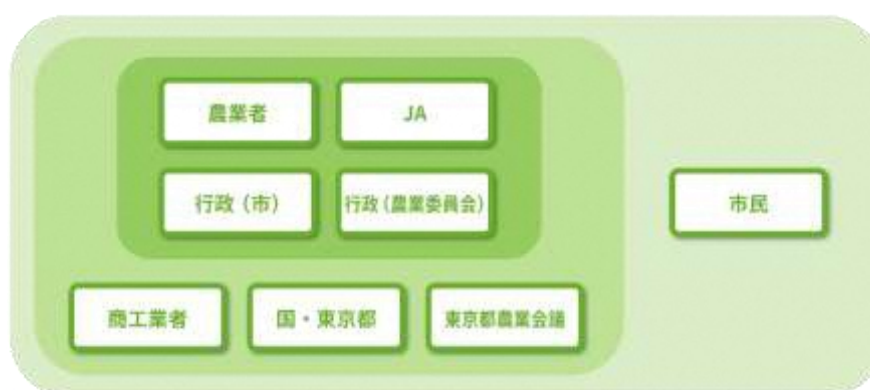 農業者
JA
行政（市）
行政（農業委員会）
市民
商工業者
国・東京都
東京都農業会議